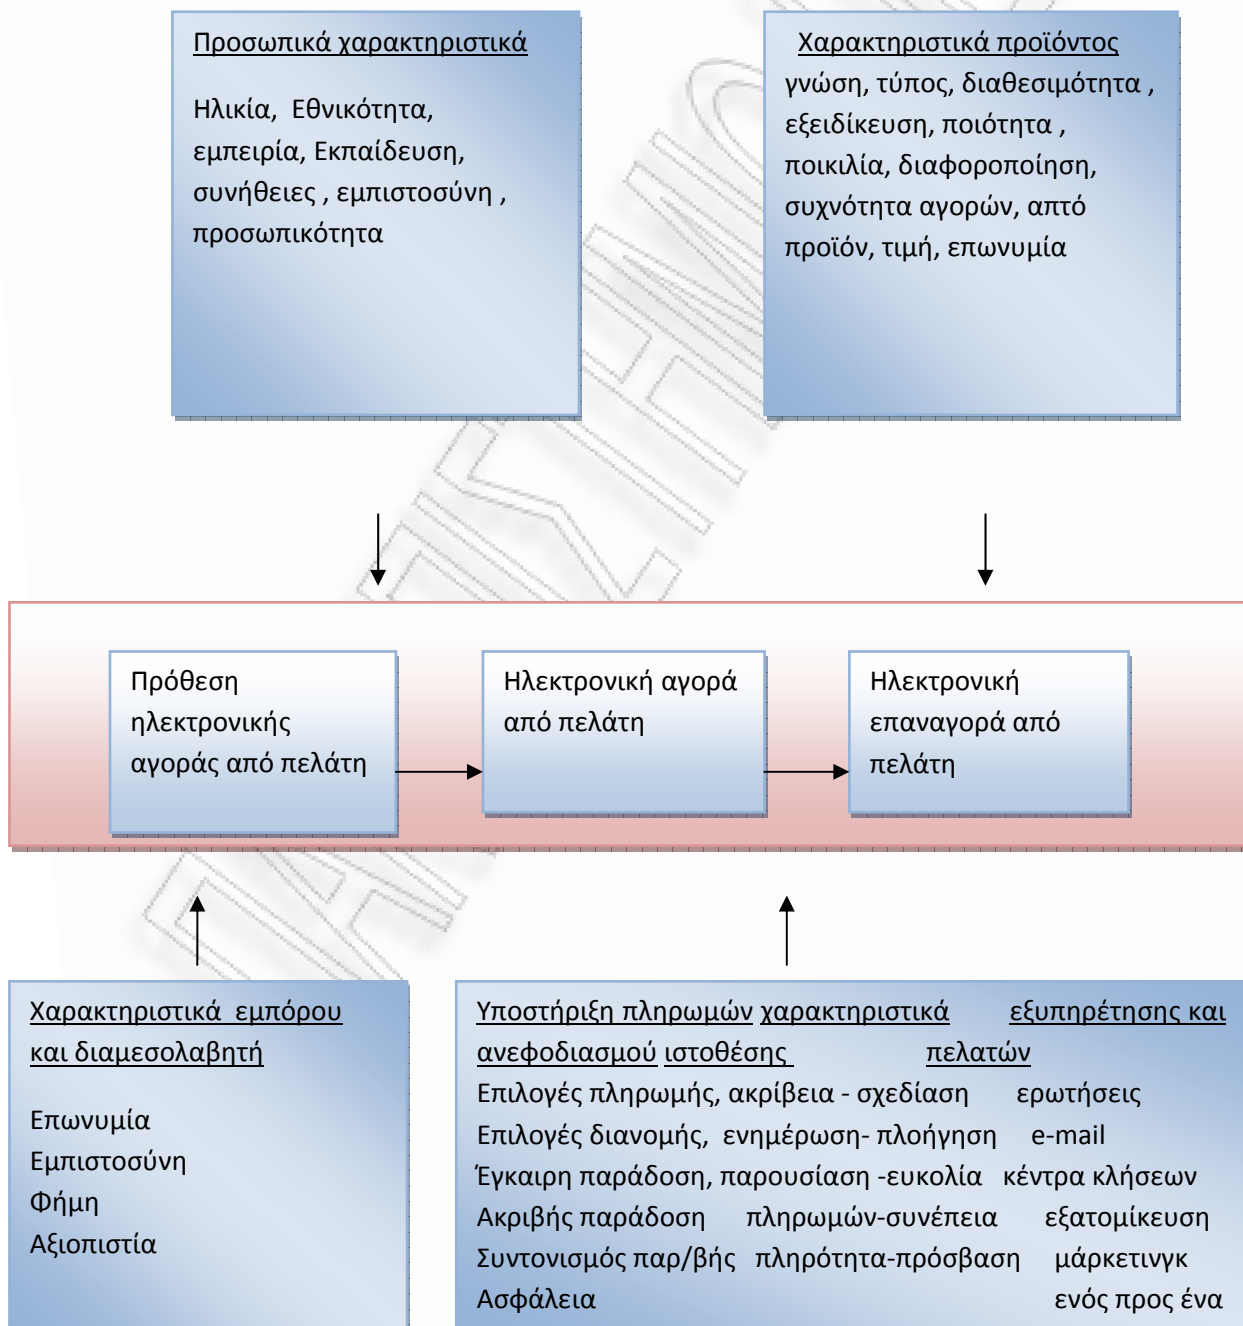 Προσωπικά χαρακτηριστικά
Ηλικία, Εθνικότητα,
εμπειρία, Εκπαίδευση,
συνήθειες , εμπιστοσύνη ,
προσωπικότητα
Χαρακτηριστικά προϊόντος
γνώση, τύπος, διαθεσιμότητα ,
εξειδίκευση, ποιότητα ,
ποικιλία, διαφοροποίηση,
συχνότητα αγορών, απτό
προϊόν, τιμή, επωνυμία
Πρόθεση
ηλεκτρονικής
αγοράς από πελάτη
Ηλεκτρονική αγορά
από πελάτη
Ηλεκτρονική
επαναγορά από
πελάτη
Χαρακτηριστικά εμπόρου
και διαμεσολαβητή
Επωνυμία
Εμπιστοσύνη
Φήμη
Αξιοπιστία
Υποστήριξη πληρωμών χαρακτηριστικά εξυπηρέτησης και
ανεφοδιασμού ιστοθέσης πελατών
Επιλογές πληρωμής, ακρίβεια - σχεδίαση ερωτήσεις
Επιλογές διανομής, ενημέρωση- πλοήγηση e-mail
Έγκαιρη παράδοση, παρουσίαση -ευκολία κέντρα κλήσεων
Ακριβής παράδοση πληρωμών-συνέπεια εξατομίκευση
Συντονισμός παρ/βής πληρότητα-πρόσβαση μάρκετινγκ
Ασφάλεια ενός προς ένα